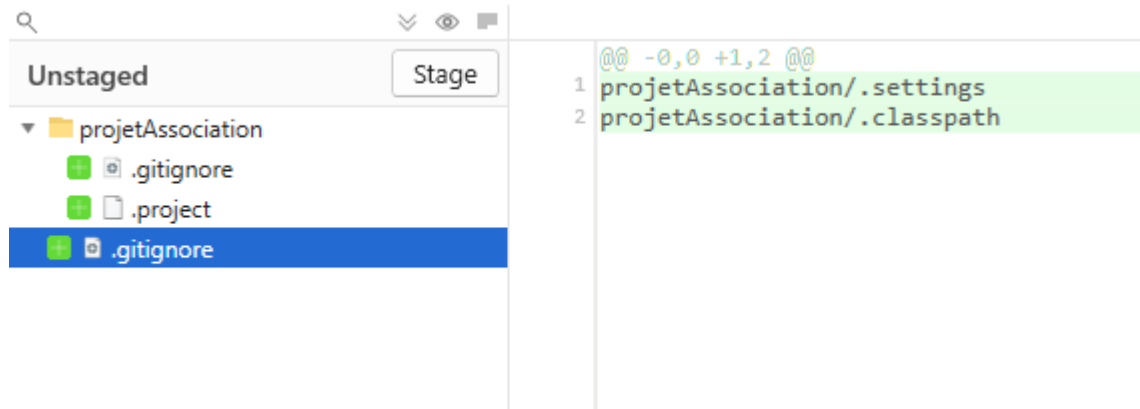 Unstaged
Stage
projetAssociation
.gitignore
.project
.gitignore
@@ -0,0 +1,2 @@
1 projetAssociation/.settings
2 projetAssociation/.classpath